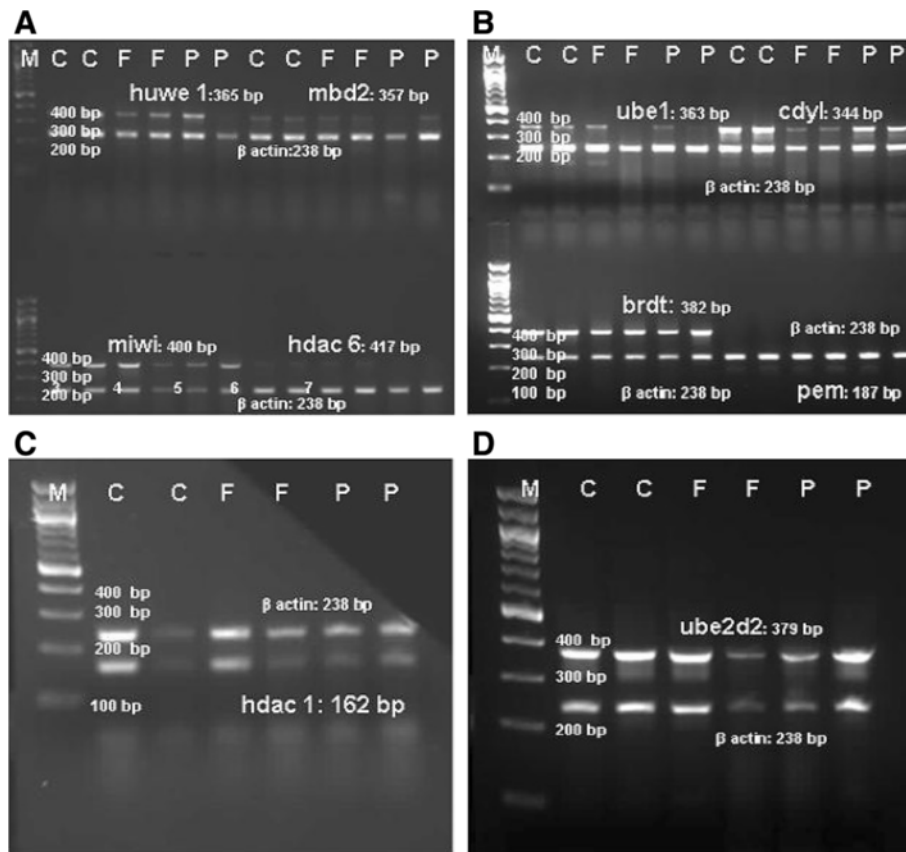 A
M C C F F P P C C F F P P
huwe 1:365 bp mbd2: 357 bp
400 bp
300 bp
200 bp
β actin:238 bp
miwi: 400 bp hdac 6: 417 bp
400 bp
300 bp
4 5 6 7
200 bp
β actin: 238 bp
B
M C C F F P P C C F F P P
ube1: 363 bp cdyl: 344 bp
400 bp
300 bp
200 bp
β actin: 238 bp
brdt: 382 bp
β actin: 238 bp
400 bp
300 bp
200 bp
100 bp
β actin: 238 bp
pem: 187 bp
C
M C C F F P P
400 bp
300 bp
β actin: 238 bp
200 bp
100 bp
hdac 1: 162 bp
D
M C C F F P P
400 bp
ube2d2: 379 bp
300 bp
200 bp
β actin: 238 bp